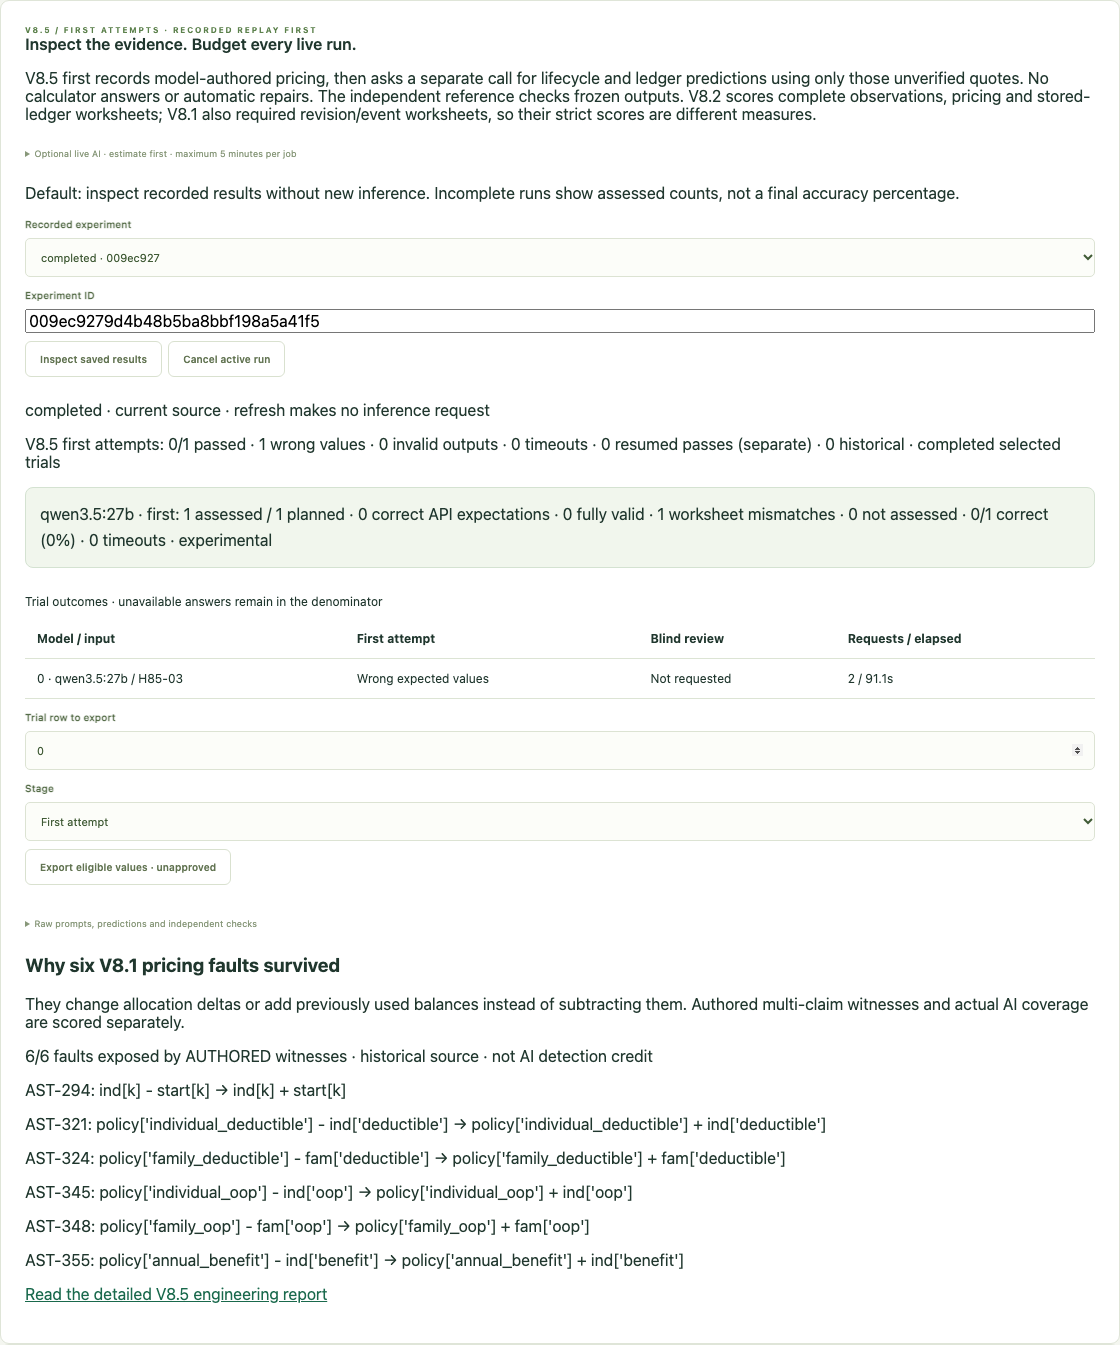 V8.5 / FIRST ATTEMPTS · RECORDED REPLAY FIRST
Inspect the evidence. Budget every live run.
V8.5 first records model-authored pricing, then asks a separate call for lifecycle and ledger predictions using only those unverified quotes. No
calculator answers or automatic repairs. The independent reference checks frozen outputs. V8.2 scores complete observations, pricing and stored-
ledger worksheets; V8.1 also required revision/event worksheets, so their strict scores are different measures.
▸ Optional live AI · estimate first · maximum 5 minutes per job
Default: inspect recorded results without new inference. Incomplete runs show assessed counts, not a final accuracy percentage.
Recorded experiment
completed · 009ec927
Experiment ID
009ec9279d4b48b5ba8bbf198a5a41f5
Inspect saved results
Cancel active run
completed · current source · refresh makes no inference request
V8.5 first attempts: 0/1 passed · 1 wrong values · 0 invalid outputs · 0 timeouts · 0 resumed passes (separate) · 0 historical · completed selected
trials
qwen3.5:27b · first: 1 assessed / 1 planned · 0 correct API expectations · 0 fully valid · 1 worksheet mismatches · 0 not assessed · 0/1 correct
(0%) · 0 timeouts · experimental
Trial outcomes · unavailable answers remain in the denominator
Model / input First attempt Blind review Requests / elapsed
0 · qwen3.5:27b / H85-03 Wrong expected values Not requested 2 / 91.1s
Trial row to export
0
Stage
First attempt
Export eligible values · unapproved
▸ Raw prompts, predictions and independent checks
Why six V8.1 pricing faults survived
They change allocation deltas or add previously used balances instead of subtracting them. Authored multi-claim witnesses and actual AI coverage
are scored separately.
6/6 faults exposed by AUTHORED witnesses · historical source · not AI detection credit
AST-294: ind[k] - start[k] → ind[k] + start[k]
AST-321: policy['individual_deductible'] - ind['deductible'] → policy['individual_deductible'] + ind['deductible']
AST-324: policy['family_deductible'] - fam['deductible'] → policy['family_deductible'] + fam['deductible']
AST-345: policy['individual_oop'] - ind['oop'] → policy['individual_oop'] + ind['oop']
AST-348: policy['family_oop'] - fam['oop'] → policy['family_oop'] + fam['oop']
AST-355: policy['annual_benefit'] - ind['benefit'] → policy['annual_benefit'] + ind['benefit']
Read the detailed V8.5 engineering report